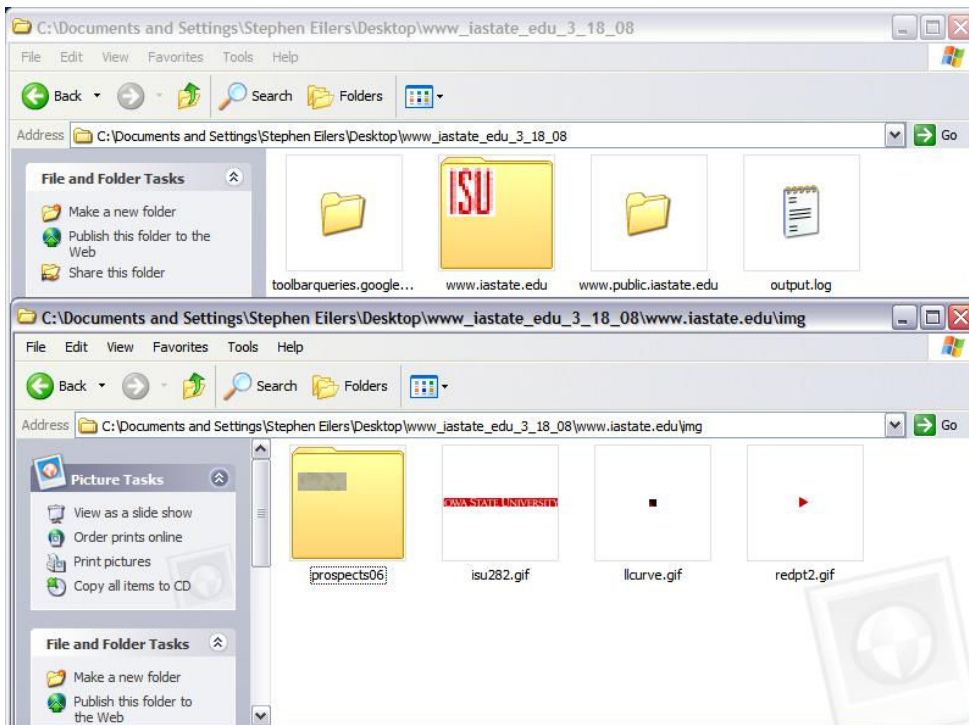 C:\Documents and Settings\Stephen Eilers\Desktop\www_iastate_edu_3_18_08
File Edit View Favorites Tools Help
Back Search Folders
Address C:\Documents and Settings\Stephen Eilers\Desktop\www_iastate_edu_3_18_08 Go
File and Folder Tasks
Make a new folder
Publish this folder to the
Web
Share this folder
ISU
toolbarqueries.google... www.iastate.edu www.public.iastate.edu output.log
C:\Documents and Settings\Stephen Eilers\Desktop\www_iastate_edu_3_18_08\www.iastate.edu\img
File Edit View Favorites Tools Help
Back Search Folders
Address C:\Documents and Settings\Stephen Eilers\Desktop\www_iastate_edu_3_18_08\www.iastate.edu\img Go
Picture Tasks
View as a slide show
Order prints online
Print pictures
Copy all items to CD
IOWA STATE UNIVERSITY
prospects06 isu282.gif llcurve.gif redpt2.gif
File and Folder Tasks
Make a new folder
Publish this folder to
the Web